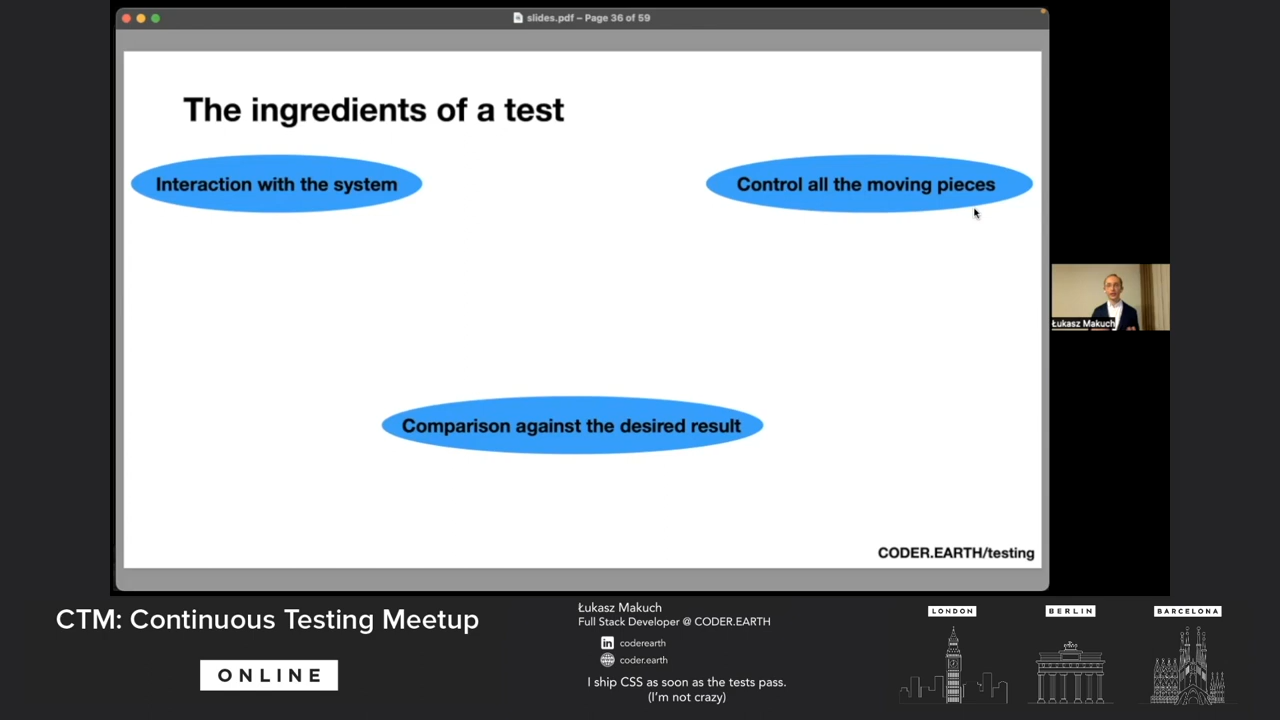 slides.pdf – Page 36 of 59
The ingredients of a test
Interaction with the system
Control all the moving pieces
Comparison against the desired result
CODER.EARTH/testing
Łukasz Makuch
CTM: Continuous Testing Meetup
ONLINE
Łukasz Makuch
Full Stack Developer @ CODER.EARTH
in coderearth
coder.earth
I ship CSS as soon as the tests pass.
(I'm not crazy)
LONDON
BERLIN
BARCELONA